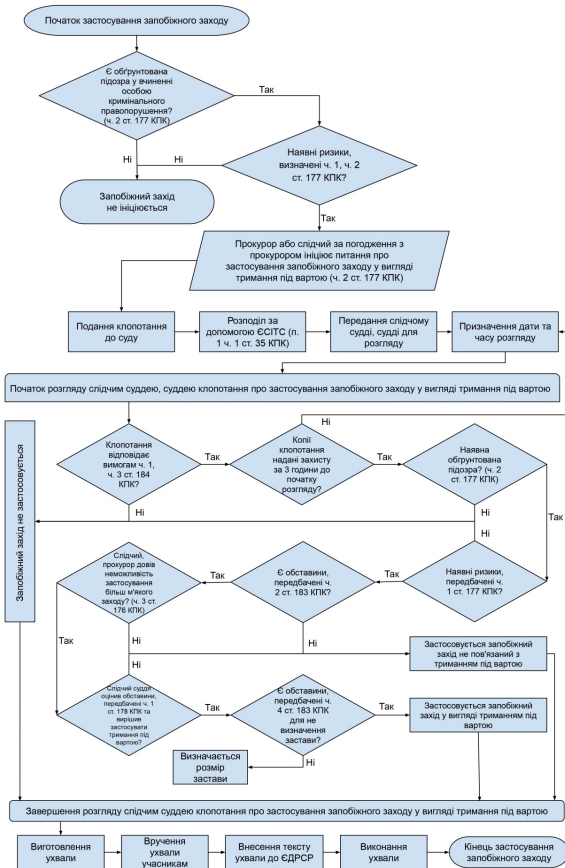 Початок застосування запобіжного заходу
Є обґрунтована
підозра у вчиненні
особою
кримінального
правопорушення?
(ч. 2 ст. 177 КПК)
Так
Ні
Ні
Наявні ризики,
визначені ч. 1, ч. 2
ст. 177 КПК?
Запобіжний захід
не ініціюється
Так
Прокурор або слідчий за погодження з
прокурором ініціює питання про
застосування запобіжного заходу у вигляді
тримання під вартою (ч. 2 ст. 177 КПК)
Подання клопотання
до суду
Розподіл за
допомогою ЄСІТС (п.
1 ч. 1 ст. 35 КПК)
Передання слідчому
судді, судді для
розгляду
Призначення дати та
часу розгляду
Початок розгляду слідчим суддею, суддею клопотання про застосування запобіжного заходу у вигляді тримання під вартою
Запобіжний захід не застосовується
Клопотання
відповідає
вимогам ч. 1,
ч. 3 ст. 184
КПК?
Так
Ні
Ні
Копії
клопотання
надані захисту
за 3 години до
початку
розгляду?
Так
Наявна
обґрунтована
підозра? (ч. 2
ст. 177 КПК)
Ні
Так
Ні
Слідчий,
прокурор довів
неможливість
застосування
більш м'якого
заходу? (ч. 3 ст.
176 КПК)
Так
Є обставини,
передбачені ч.
2 ст. 183 КПК?
Так
Наявні ризики,
передбачені ч.
1 ст. 177 КПК?
Так
Ні
Ні
Застосовується запобіжний
захід не пов'язаний з
триманням під вартою
Ні
Слідчий суддя
оцінив обставини,
передбачені ч. 1
ст. 178 КПК та
вирішив
застосувати
тримання під
вартою?
Так
Є обставини,
передбачені ч.
4 ст. 183 КПК
для не
визначення
застави?
Так
Застосовується запобіжний
захід у вигляді триманням під
вартою
Ні
Визначається
розмір
застави
Завершення розгляду слідчим суддею клопотання про застосування запобіжного заходу у вигляді тримання під вартою
Виготовлення
ухвали
Вручення
ухвали
учасникам
Внесення тексту
ухвали до ЄДРСР
Виконання
ухвали
Кінець застосування
запобіжного заходу